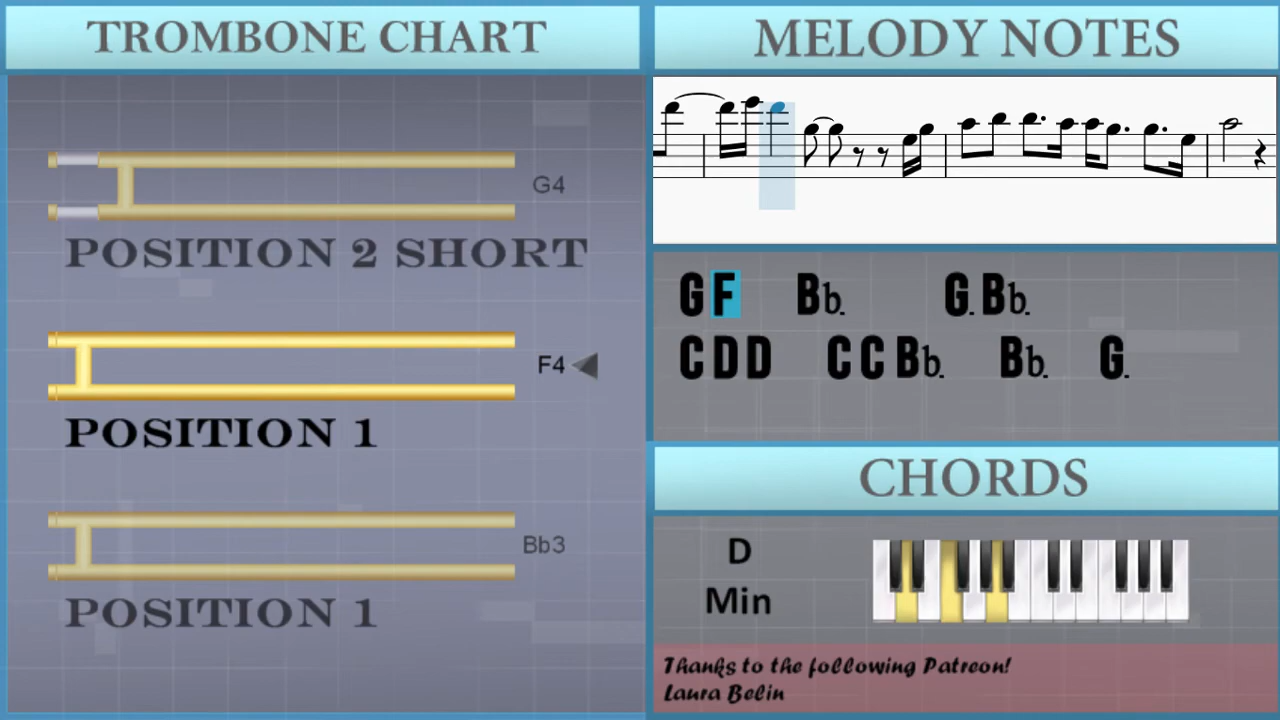 TROMBONE CHART
G4
POSITION 2 SHORT
F4
POSITION 1
Bb3
POSITION 1
MELODY NOTES
G F Bb. G. Bb.
C D D C C Bb. Bb. G.
CHORDS
D
Min
Thanks to the following Patreon!
Laura Belin